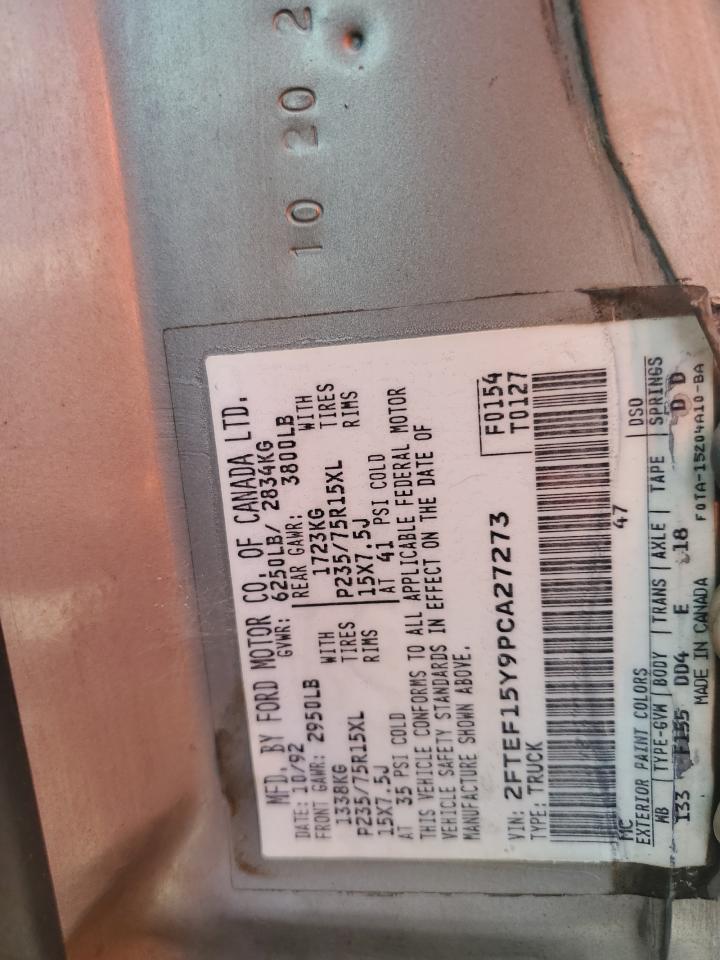 10 20 2
MFD. BY FORD MOTOR CO. OF CANADA LTD.
DATE: 10/92 GVWR: 6250LB/ 2834KG
FRONT GAWR: 2950LB REAR GAWR: 3800LB
1338KG WITH 1723KG WITH
P235/75R15XL TIRES P235/75R15XL TIRES
15X7.5J RIMS 15X7.5J RIMS
AT 35 PSI COLD AT 41 PSI COLD
THIS VEHICLE CONFORMS TO ALL APPLICABLE FEDERAL MOTOR
VEHICLE SAFETY STANDARDS IN EFFECT ON THE DATE OF
MANUFACTURE SHOWN ABOVE.
F0154
VIN: 2FTEF15Y9PCA27273 T0127
TYPE: TRUCK
MC 47
EXTERIOR PAINT COLORS DSO
WB TYPE-GVW BODY TRANS AXLE TAPE SPRINGS
133 F155 DD4 E 18 D D
MADE IN CANADA F0TA-15204A10-BA